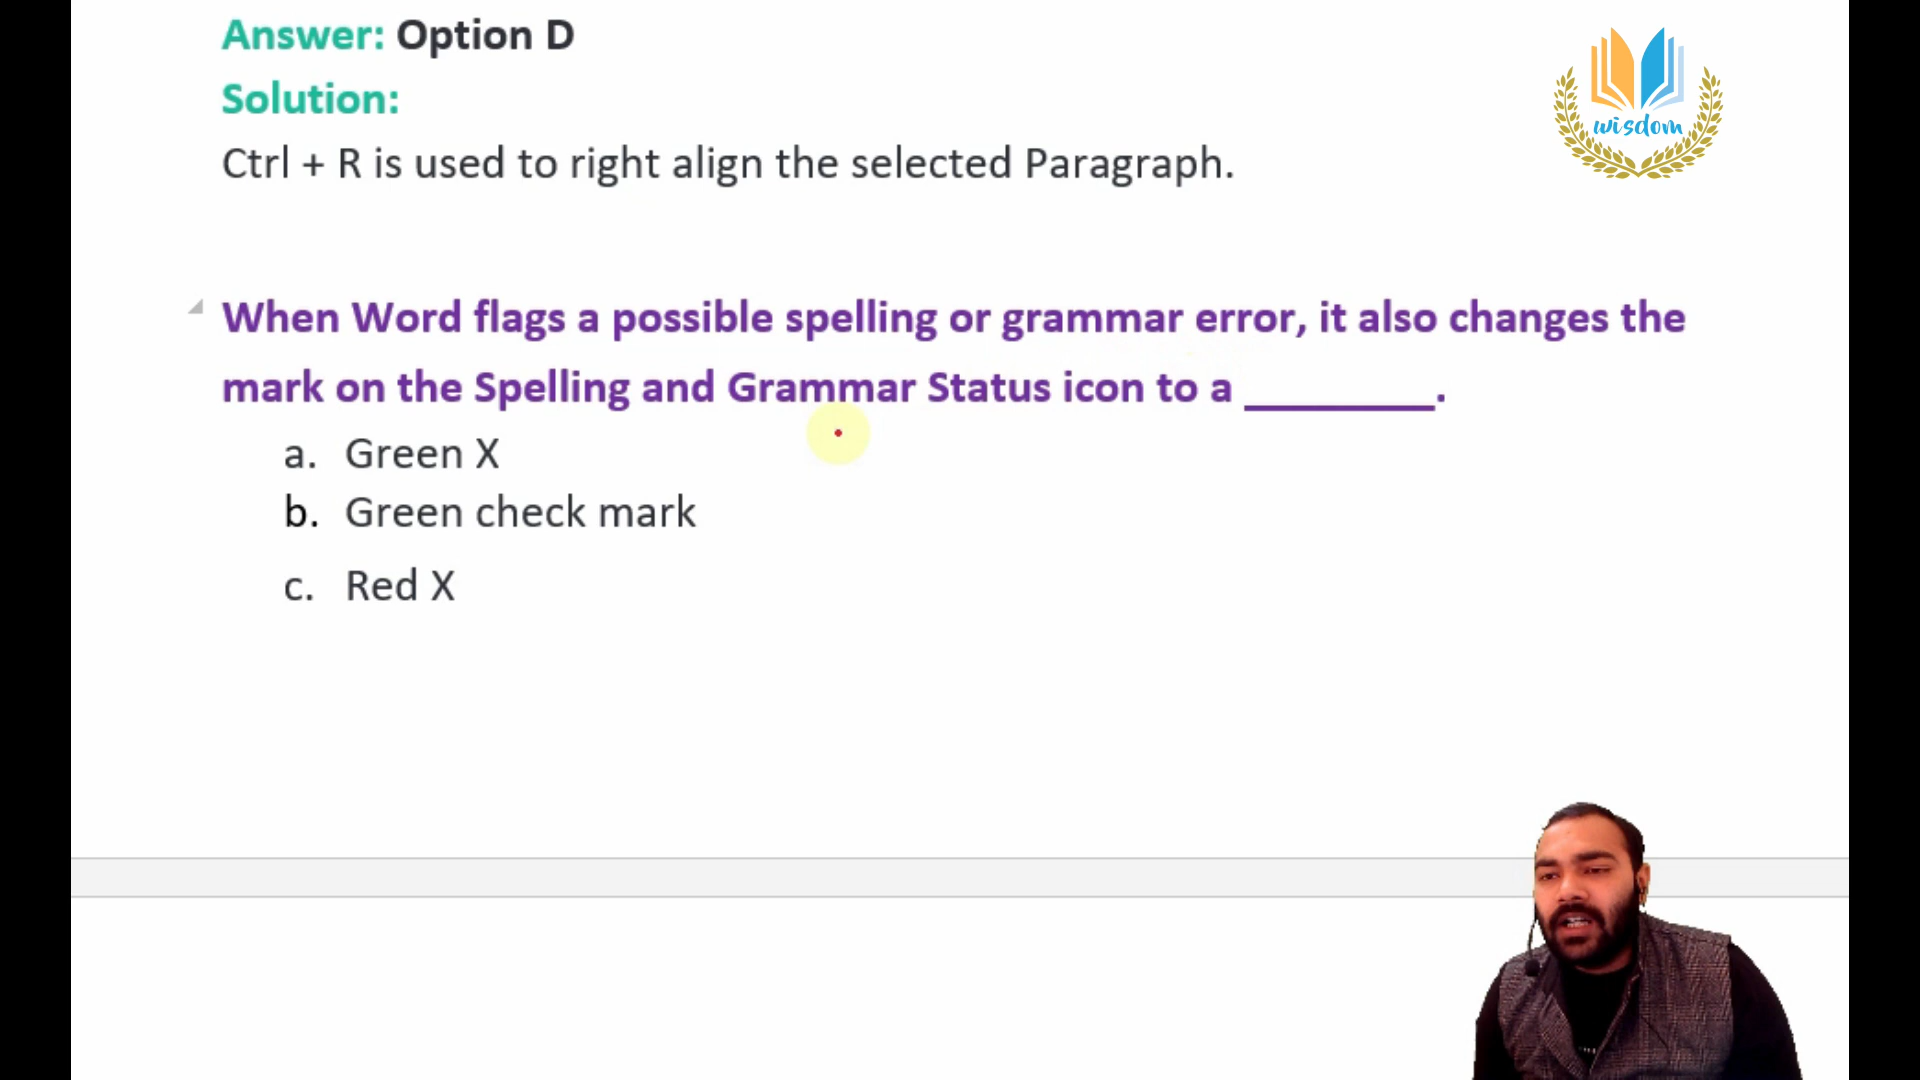 Answer: Option D
Solution:
Ctrl + R is used to right align the selected Paragraph.
wisdom
When Word flags a possible spelling or grammar error, it also changes the
mark on the Spelling and Grammar Status icon to a ________.
a. Green X
b. Green check mark
c. Red X